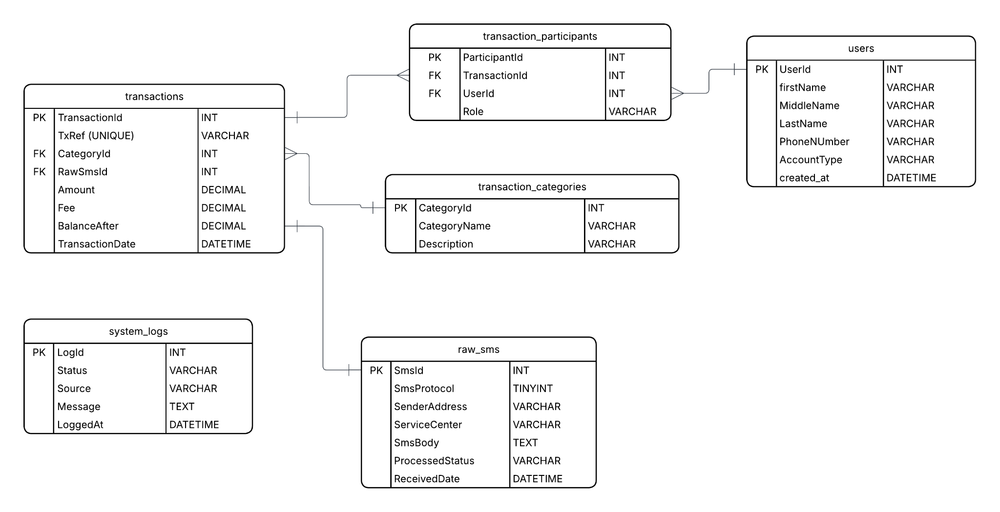 transactions
PK TransactionId INT
TxRef (UNIQUE) VARCHAR
FK CategoryId INT
FK RawSmsId INT
Amount DECIMAL
Fee DECIMAL
BalanceAfter DECIMAL
TransactionDate DATETIME
transaction_participants
PK ParticipantId INT
FK TransactionId INT
FK UserId INT
Role VARCHAR
users
PK UserId INT
firstName VARCHAR
MiddleName VARCHAR
LastName VARCHAR
PhoneNUmber VARCHAR
AccountType VARCHAR
created_at DATETIME
transaction_categories
PK CategoryId INT
CategoryName VARCHAR
Description VARCHAR
system_logs
PK LogId INT
Status VARCHAR
Source VARCHAR
Message TEXT
LoggedAt DATETIME
raw_sms
PK SmsId INT
SmsProtocol TINYINT
SenderAddress VARCHAR
ServiceCenter VARCHAR
SmsBody TEXT
ProcessedStatus VARCHAR
ReceivedDate DATETIME